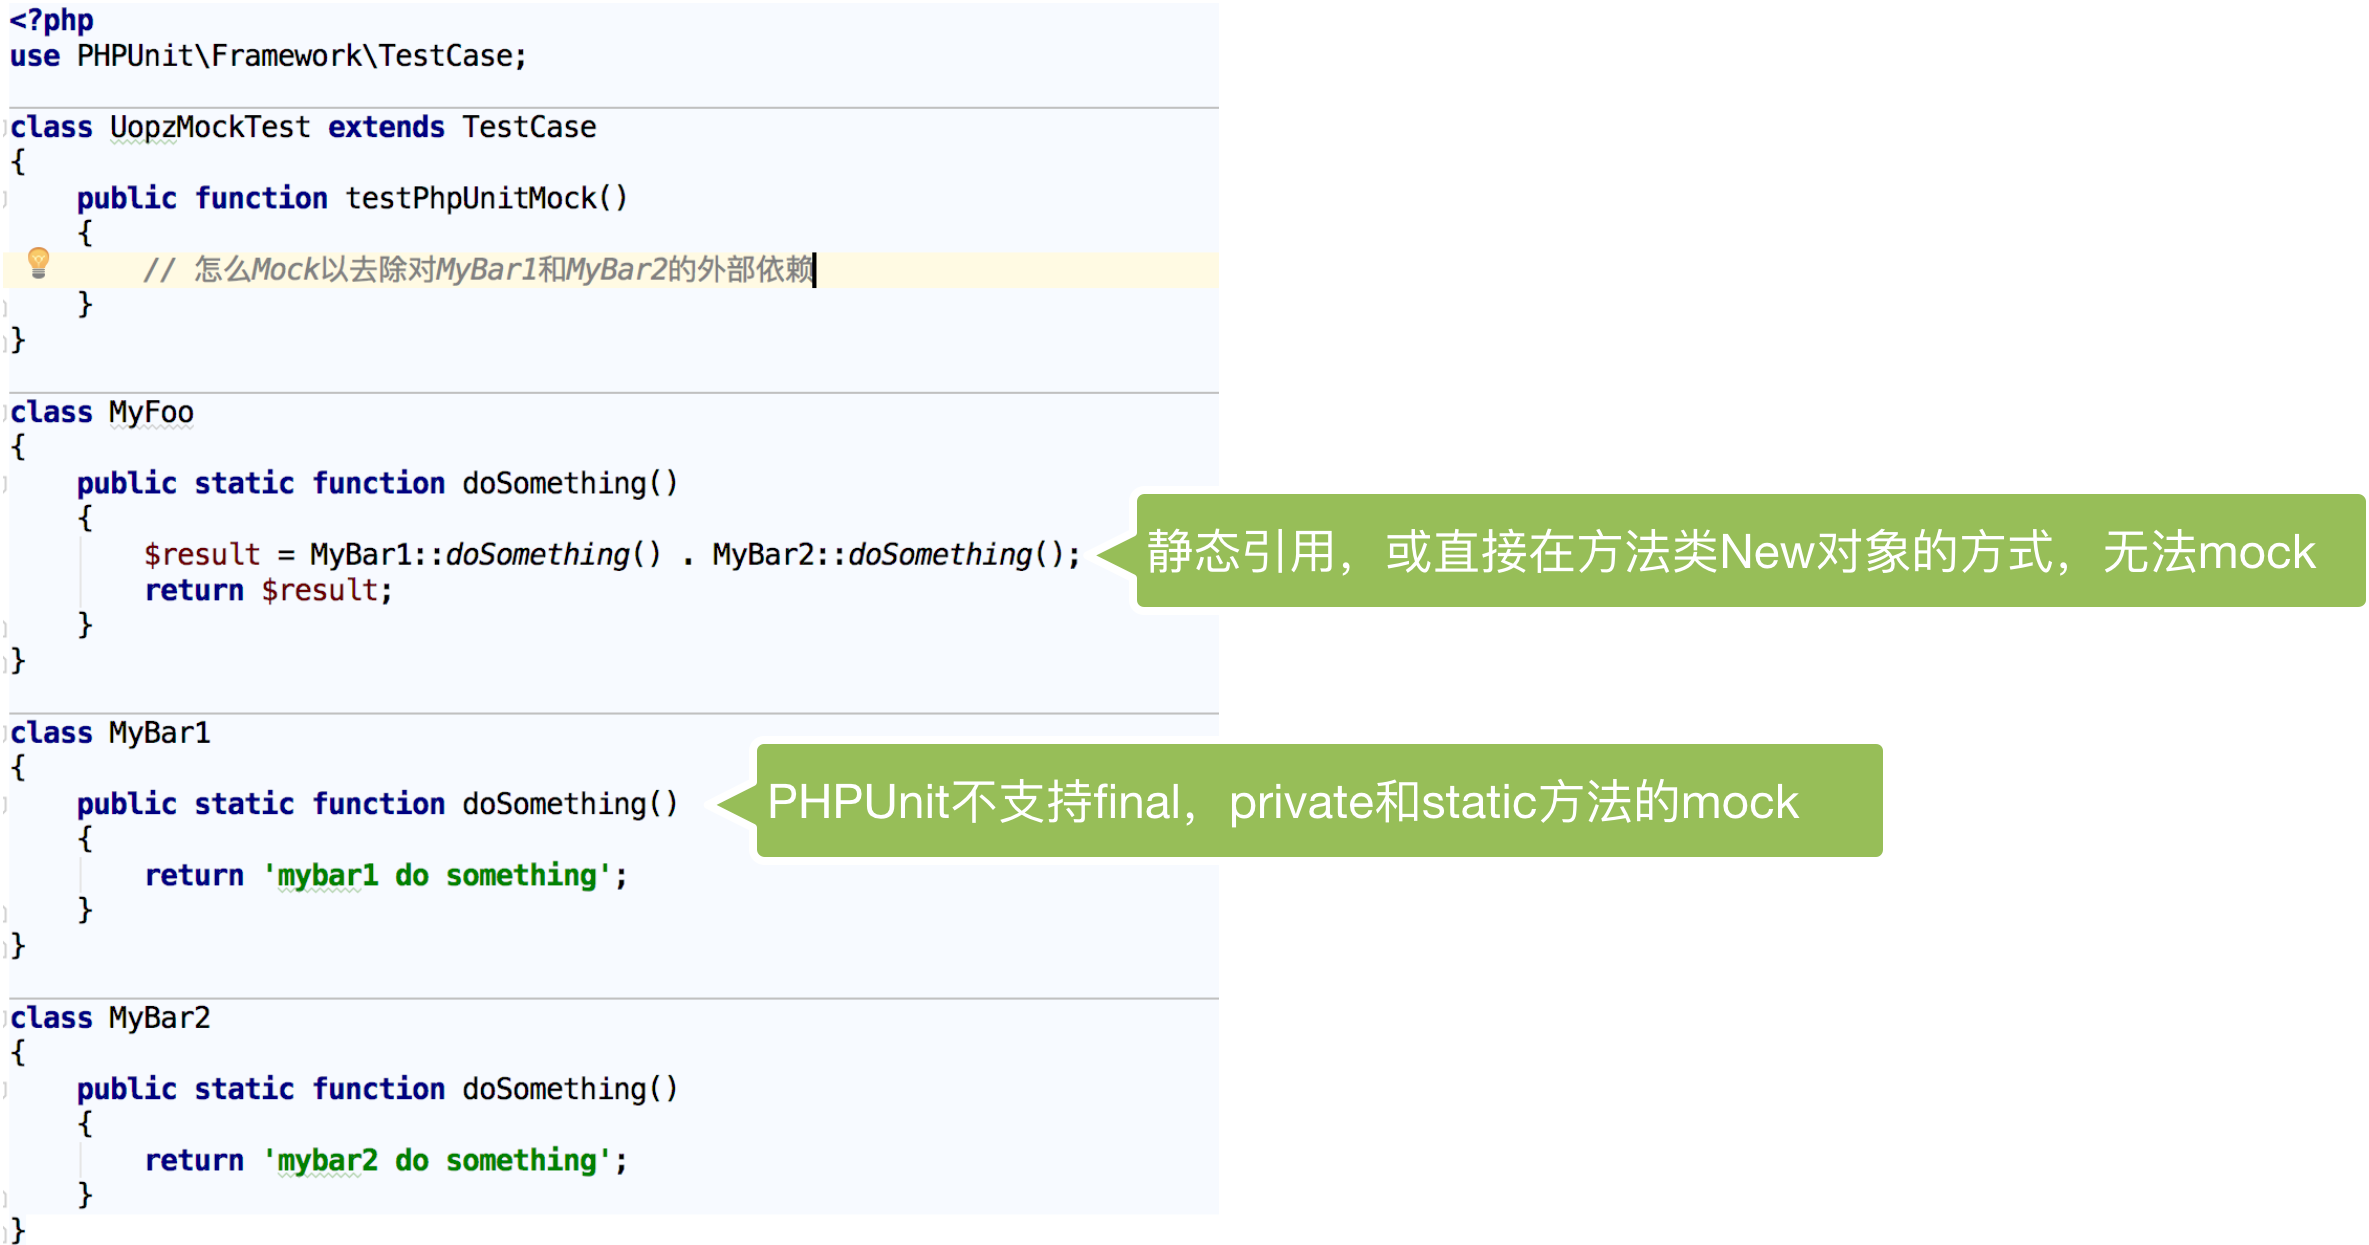 <?php
use PHPUnit\Framework\TestCase;
class UopzMockTest extends TestCase
{
    public function testPhpUnitMock()
    {
        // 怎么Mock以去除对MyBar1和MyBar2的外部依赖
    }
}
class MyFoo
{
    public static function doSomething()
    {
        $result = MyBar1::doSomething() . MyBar2::doSomething();
静态引用，或直接在方法类New对象的方式，无法mock
        return $result;
    }
}
class MyBar1
{
    public static function doSomething()
PHPUnit不支持final，private和static方法的mock
    {
        return 'mybar1 do something';
    }
}
class MyBar2
{
    public static function doSomething()
    {
        return 'mybar2 do something';
    }
}